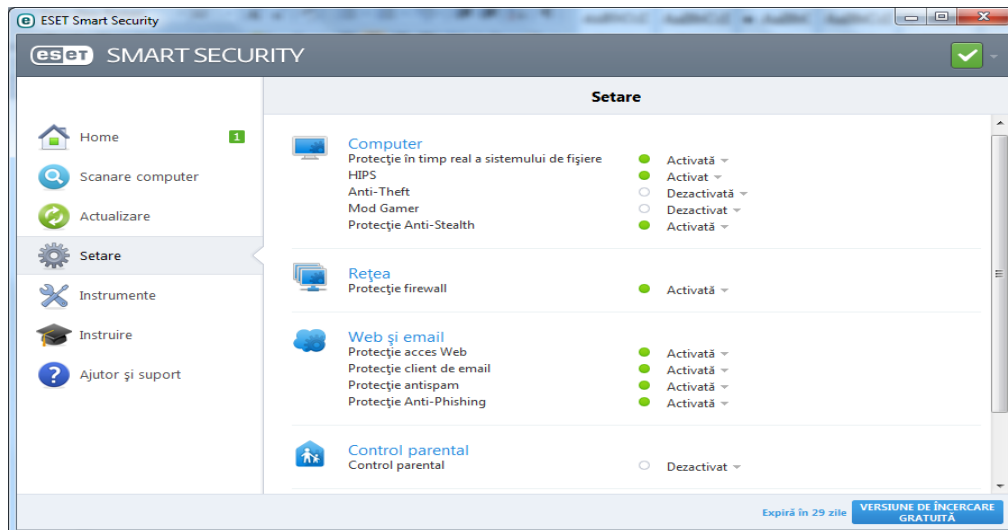 ESET Smart Security
eseT SMART SECURITY
Setare
Home 1
Scanare computer
Actualizare
Setare
Instrumente
Instruire
Ajutor şi suport
Computer
Protecţie în timp real a sistemului de fişiere Activată
HIPS Activat
Anti-Theft Dezactivată
Mod Gamer Dezactivat
Protecţie Anti-Stealth Activată
Reţea
Protecţie firewall Activată
Web şi email
Protecţie acces Web Activată
Protecţie client de email Activată
Protecţie antispam Activată
Protecţie Anti-Phishing Activată
Control parental
Control parental Dezactivat
Expiră în 29 zile
VERSIUNE DE ÎNCERCARE
GRATUITĂ